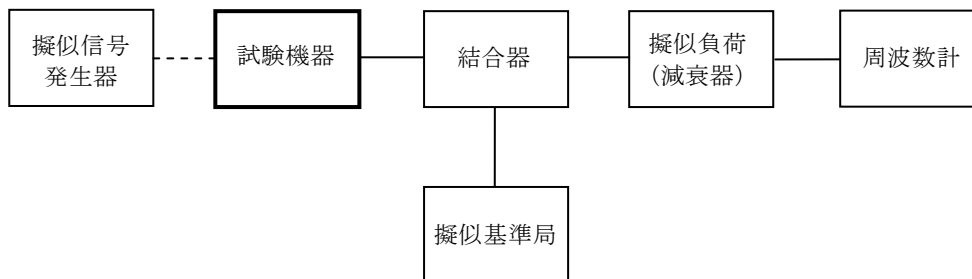 擬似信号
発生器
試験機器
結合器
擬似負荷
(減衰器)
周波数計
擬似基準局